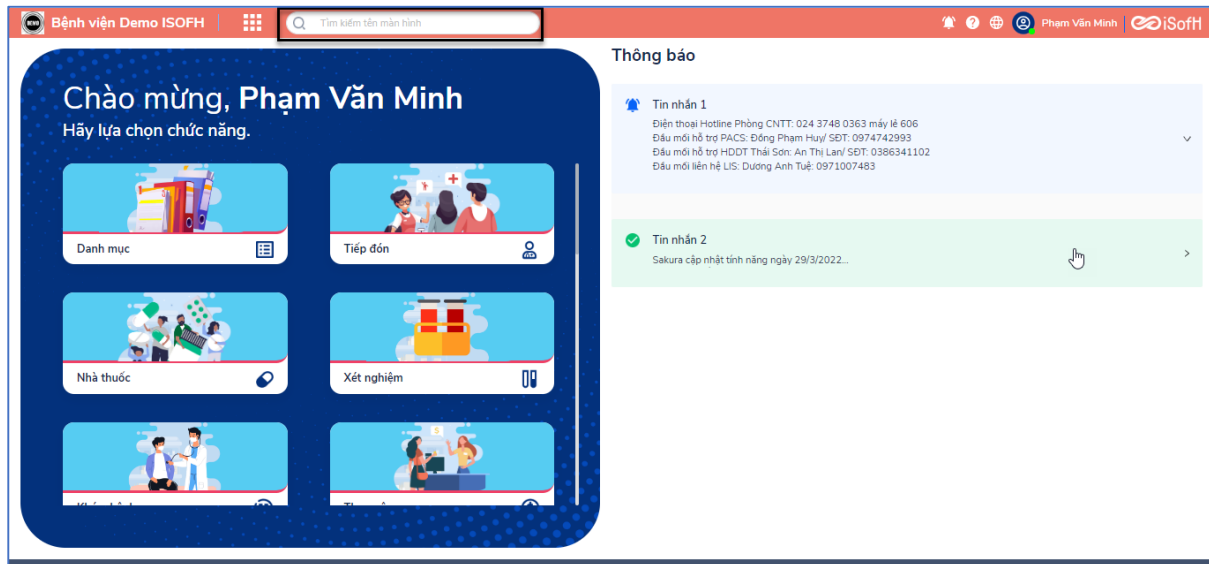 DEMO
Bệnh viện Demo ISOFH
Tìm kiếm tên màn hình
Phạm Văn Minh
iSofH
Chào mừng, Phạm Văn Minh
Hãy lựa chọn chức năng.
Danh mục
Tiếp đón
Nhà thuốc
Xét nghiệm
Thông báo
Tin nhắn 1
Điện thoại Hotline Phòng CNTT: 024 3748 0363 máy lẻ 606
Đầu mối hỗ trợ PACS: Đồng Phạm Huy/ SĐT: 0974742993
Đầu mối hỗ trợ HDDT Thái Sơn: An Thị Lan/ SĐT: 0386341102
Đầu mối liên hệ LIS: Dương Anh Tuệ: 0971007483
Tin nhắn 2
Sakura cập nhật tính năng ngày 29/3/2022...